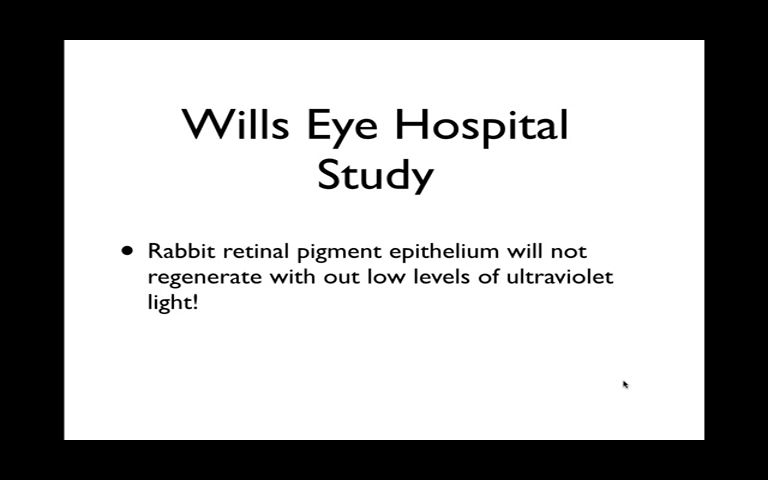 Wills Eye Hospital
Study
• Rabbit retinal pigment epithelium will not
regenerate with out low levels of ultraviolet
light!